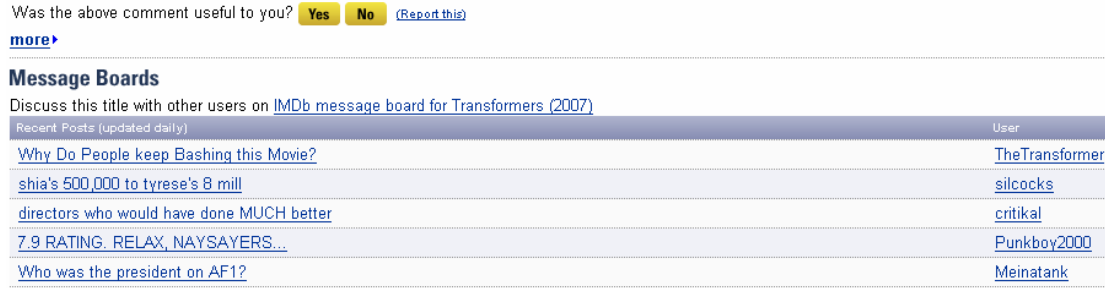 Was the above comment useful to you? Yes No (Report this)
more
Message Boards
Discuss this title with other users on IMDb message board for Transformers (2007)
Recent Posts (updated daily) User
Why Do People keep Bashing this Movie? TheTransformer
shia's 500,000 to tyrese's 8 mill silcocks
directors who would have done MUCH better critikal
7.9 RATING. RELAX, NAYSAYERS... Punkboy2000
Who was the president on AF1? Meinatank